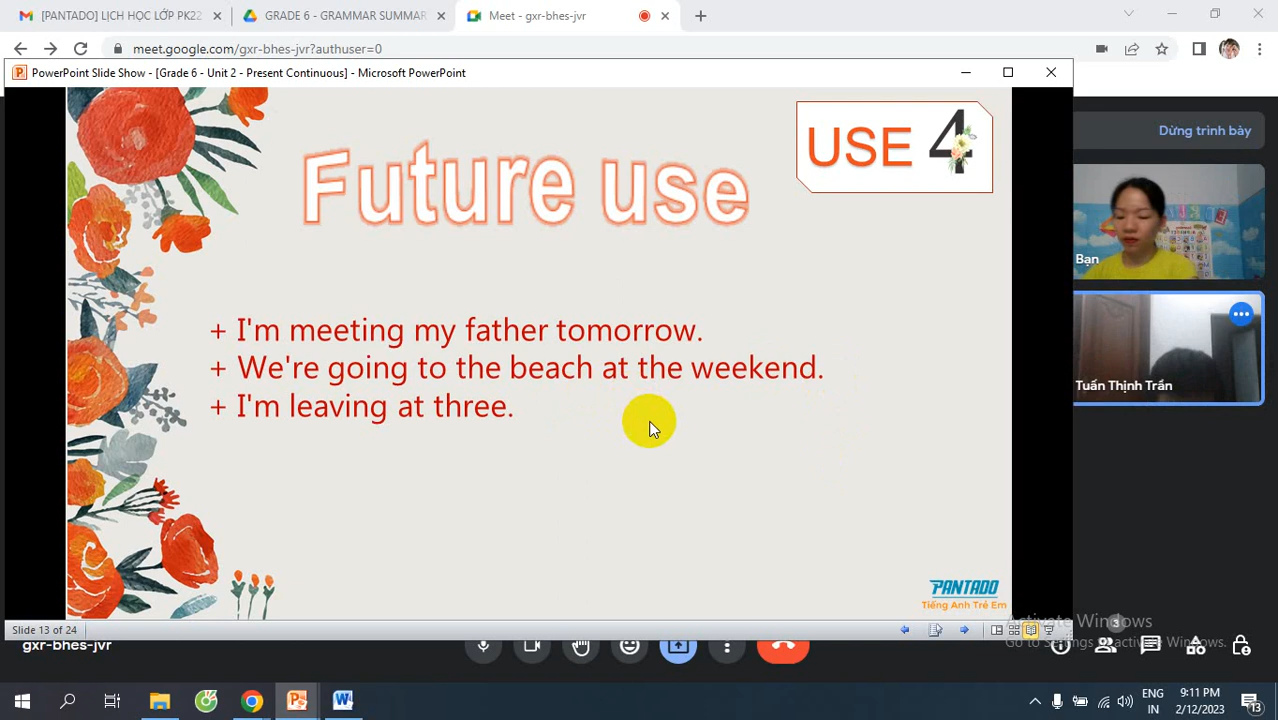 [PANTADO] LỊCH HỌC LỚP PK22
GRADE 6 - GRAMMAR SUMMAR
Meet - gxr-bhes-jvr
meet.google.com/gxr-bhes-jvr?authuser=0
PowerPoint Slide Show - [Grade 6 - Unit 2 - Present Continuous] - Microsoft PowerPoint
USE 4
Dừng trình bày
Future use
Bạn
+ I'm meeting my father tomorrow.
+ We're going to the beach at the weekend.
+ I'm leaving at three.
Tuấn Thịnh Trần
PANTADO
Tiếng Anh Trẻ Em
Activate Windows
Go to Settings to activate Windows.
Slide 13 of 24
3
gxr-bhes-jvr
ENG
IN
9:11 PM
2/12/2023
13